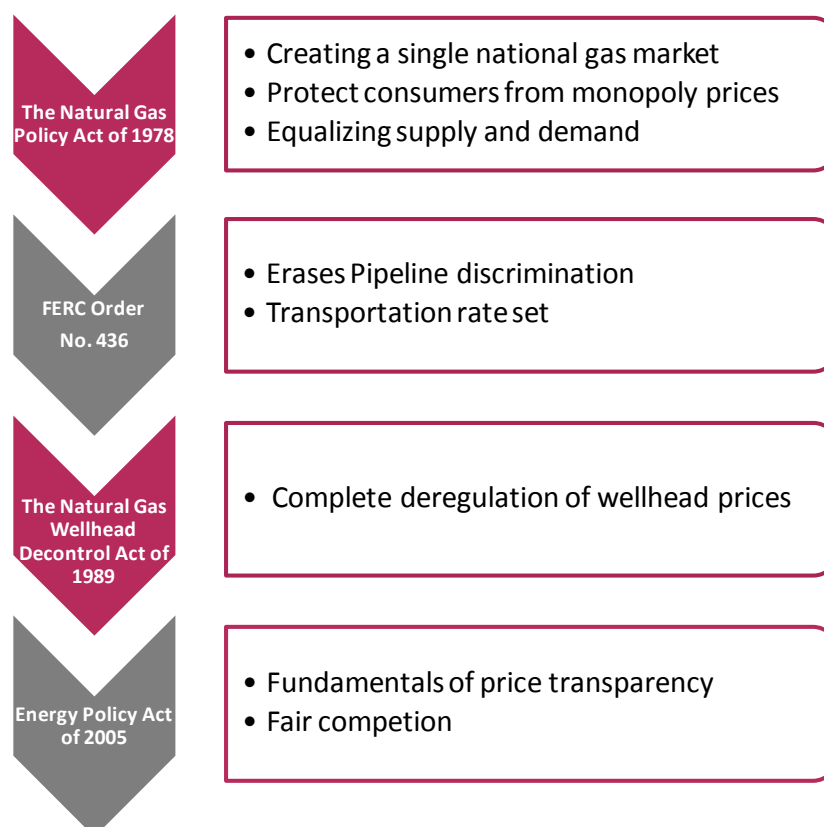 The Natural Gas
Policy Act of 1978
• Creating a single national gas market
• Protect consumers from monopoly prices
• Equalizing supply and demand
FERC Order
No. 436
• Erases Pipeline discrimination
• Transportation rate set
The Natural Gas
Wellhead
Decontrol Act of
1989
• Complete deregulation of wellhead prices
Energy Policy Act
of 2005
• Fundamentals of price transparency
• Fair competion